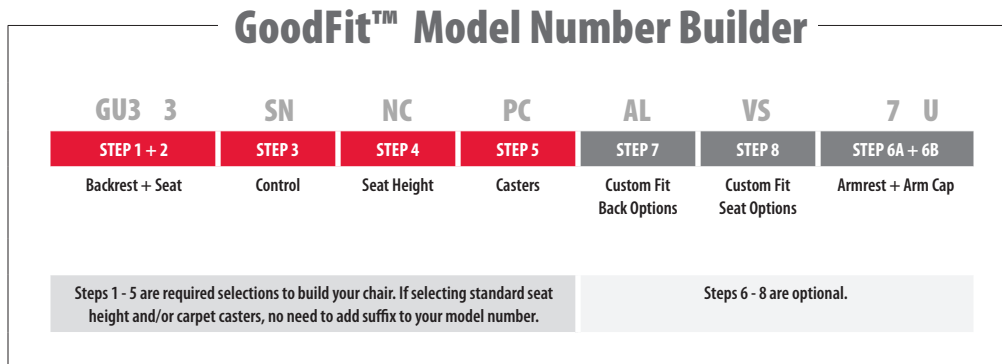 GoodFit™ Model Number Builder
GU3 3 SN NC PC AL VS 7 U
STEP 1 + 2 STEP 3 STEP 4 STEP 5 STEP 7 STEP 8 STEP 6A + 6B
Backrest + Seat Control Seat Height Casters Custom Fit Custom Fit Armrest + Arm Cap
Back Options Seat Options
Steps 1 - 5 are required selections to build your chair. If selecting standard seat
height and/or carpet casters, no need to add suffix to your model number.
Steps 6 - 8 are optional.